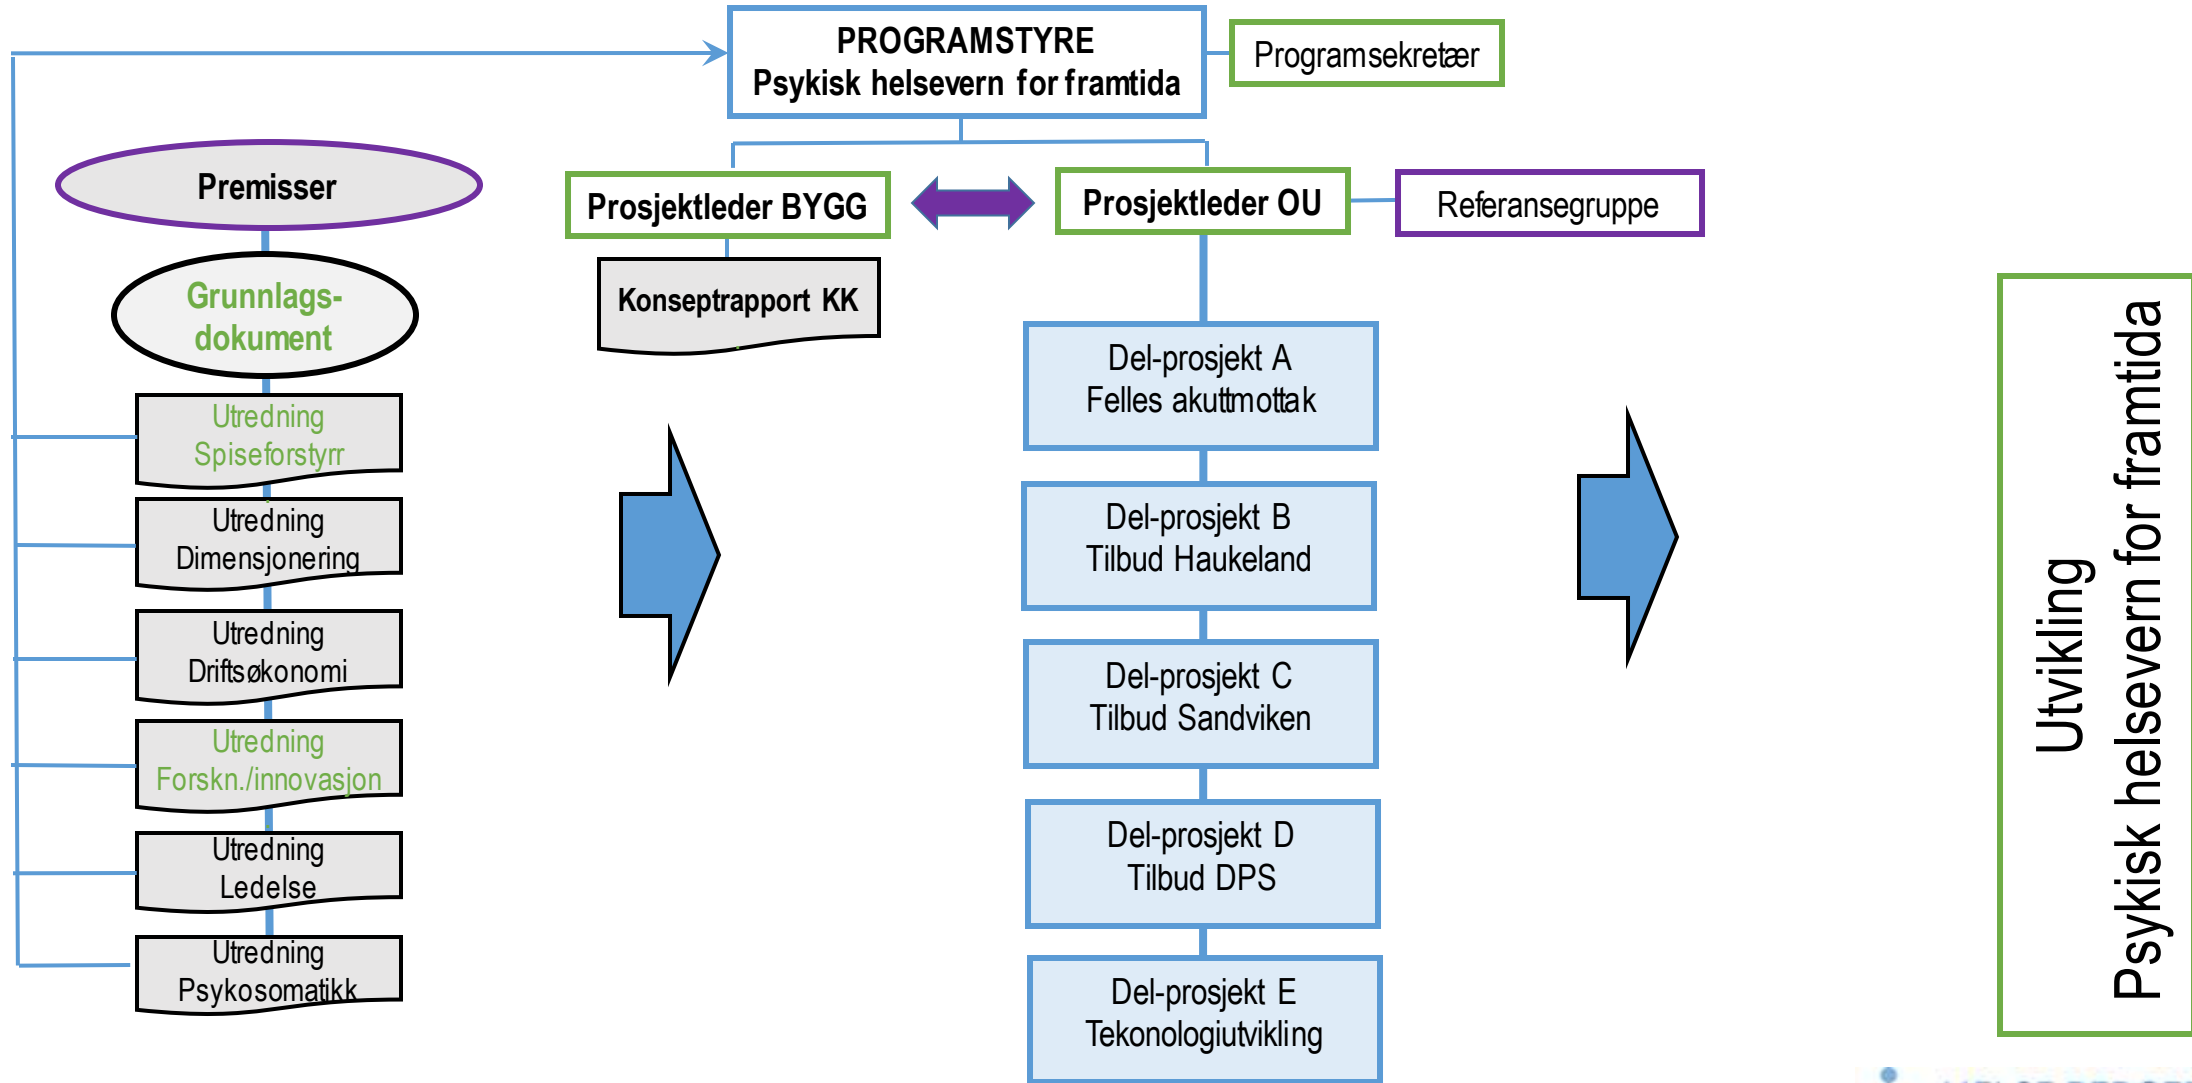 PROGRAMSTYRE
Psykisk helsevern for framtida
Programsekretær
Premisser
Grunnlags-
dokument
Utredning
Spiseforstyrr
Utredning
Dimensjonering
Utredning
Driftsøkonomi
Utredning
Forskn./innovasjon
Utredning
Ledelse
Utredning
Psykosomatikk
Prosjektleder BYGG
Konseptrapport KK
Prosjektleder OU
Referansegruppe
Del-prosjekt A
Felles akuttmottak
Del-prosjekt B
Tilbud Haukeland
Del-prosjekt C
Tilbud Sandviken
Del-prosjekt D
Tilbud DPS
Del-prosjekt E
Tekonologiutvikling
Utvikling
Psykisk helsevern for framtida